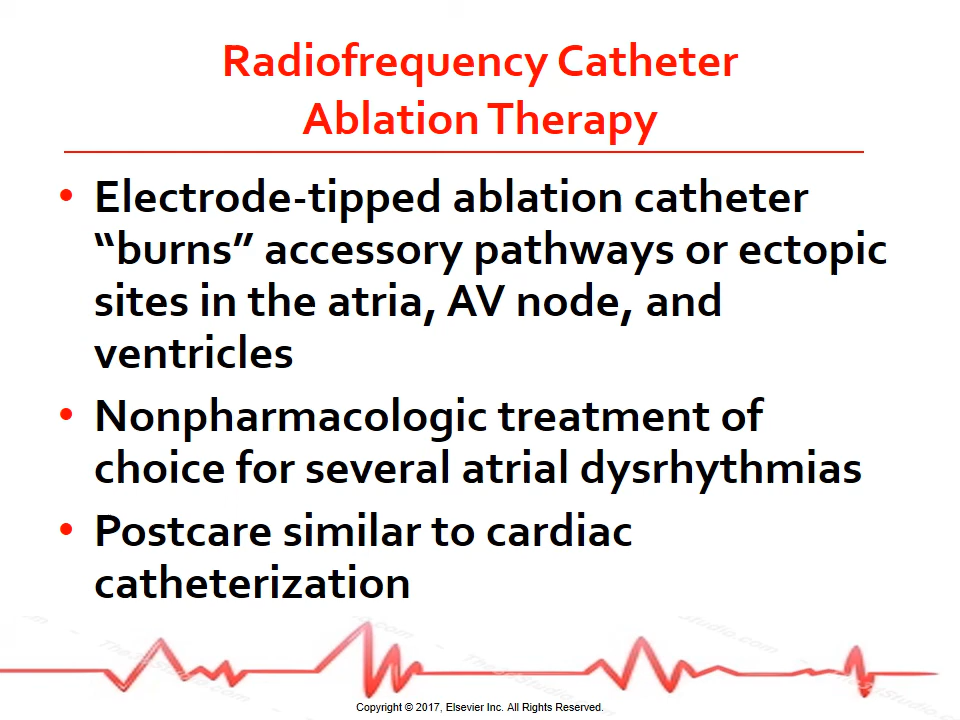 Radiofrequency Catheter
Ablation Therapy
• Electrode-tipped ablation catheter
“burns” accessory pathways or ectopic
sites in the atria, AV node, and
ventricles
• Nonpharmacologic treatment of
choice for several atrial dysrhythmias
• Postcare similar to cardiac
catheterization
Copyright © 2017, Elsevier Inc. All Rights Reserved.